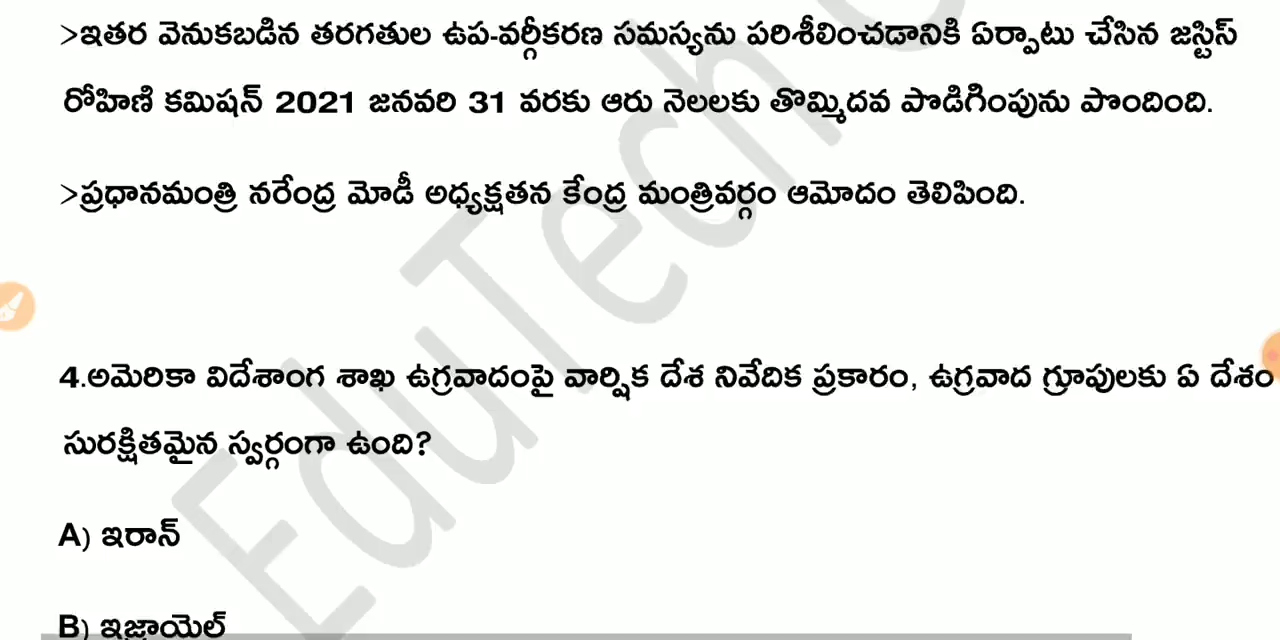 >ఇతర వెనుకబడిన తరగతుల ఉప-వర్గీకరణ సమస్యను పరిశీలించడానికి ఏర్పాటు చేసిన జస్టిస్
రోహిణి కమిషన్ 2021 జనవరి 31 వరకు ఆరు నెలలకు తొమ్మిదవ పొడిగింపును పొందింది.
>ప్రధానమంత్రి నరేంద్ర మోడీ అధ్యక్షతన కేంద్ర మంత్రివర్గం ఆమోదం తెలిపింది.
4.అమెరికా విదేశాంగ శాఖ ఉగ్రవాదంపై వార్షిక దేశ నివేదిక ప్రకారం, ఉగ్రవాద గ్రూపులకు ఏ దేశం
సురక్షితమైన స్వర్గంగా ఉంది?
A) ఇరాన్
B) ఇజ్రాయెల్
EduTech